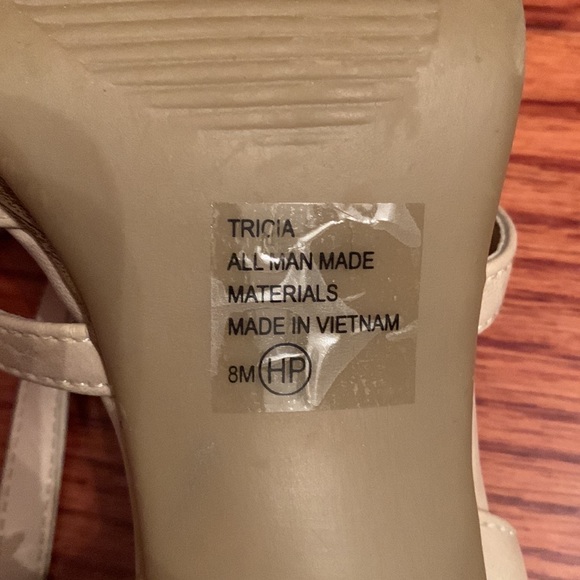 TRICIA
ALL MAN MADE
MATERIALS
MADE IN VIETNAM
8M HP